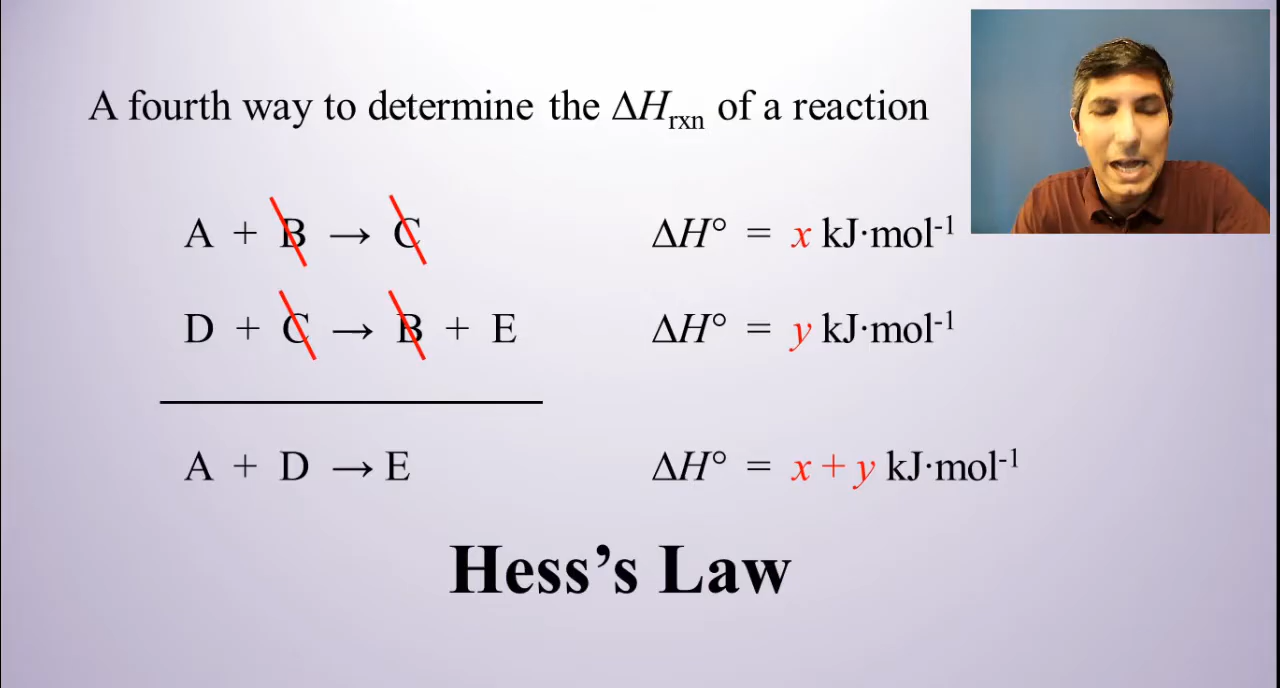 A fourth way to determine the ΔH_rxn of a reaction
A + B → C ΔH° = x kJ·mol⁻¹
D + C → B + E ΔH° = y kJ·mol⁻¹
A + D → E ΔH° = x + y kJ·mol⁻¹
Hess’s Law